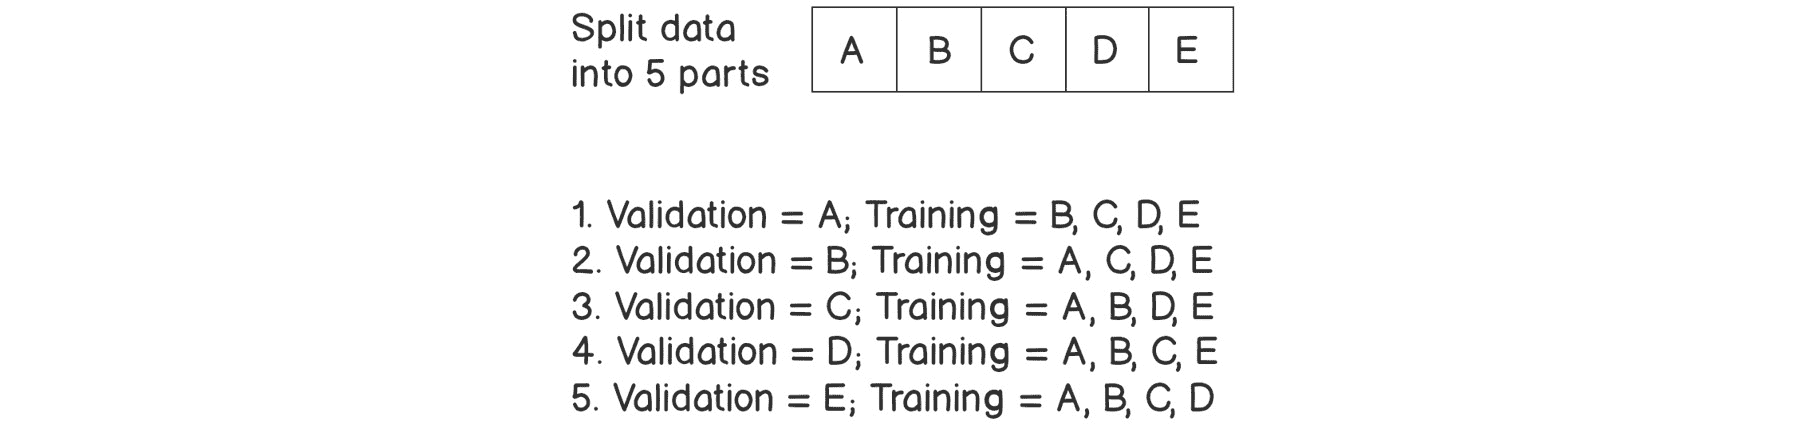 Split data
into 5 parts
A B C D E
1. Validation = A; Training = B, C, D, E
2. Validation = B; Training = A, C, D, E
3. Validation = C; Training = A, B, D, E
4. Validation = D; Training = A, B, C, E
5. Validation = E; Training = A, B, C, D